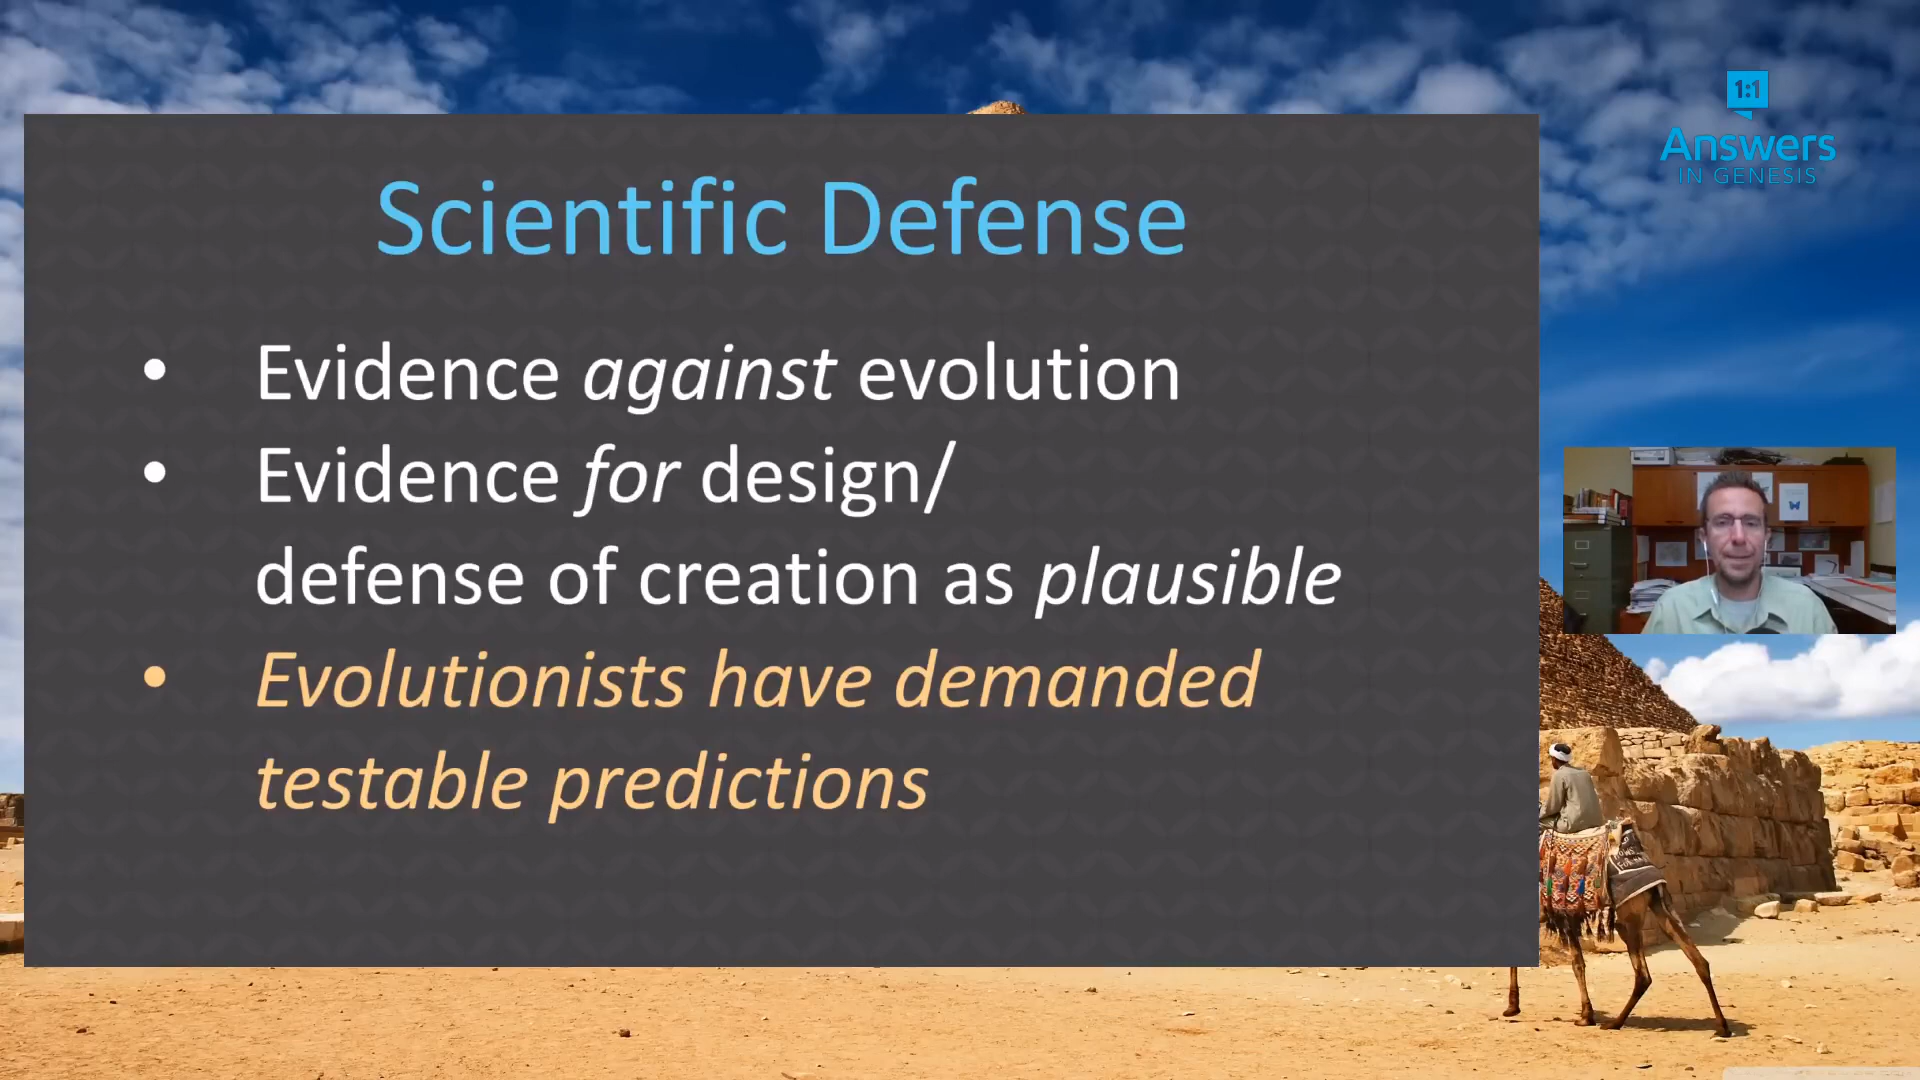 1:1
Answers
IN GENESIS
Scientific Defense
• Evidence against evolution
• Evidence for design/
defense of creation as plausible
• Evolutionists have demanded
testable predictions